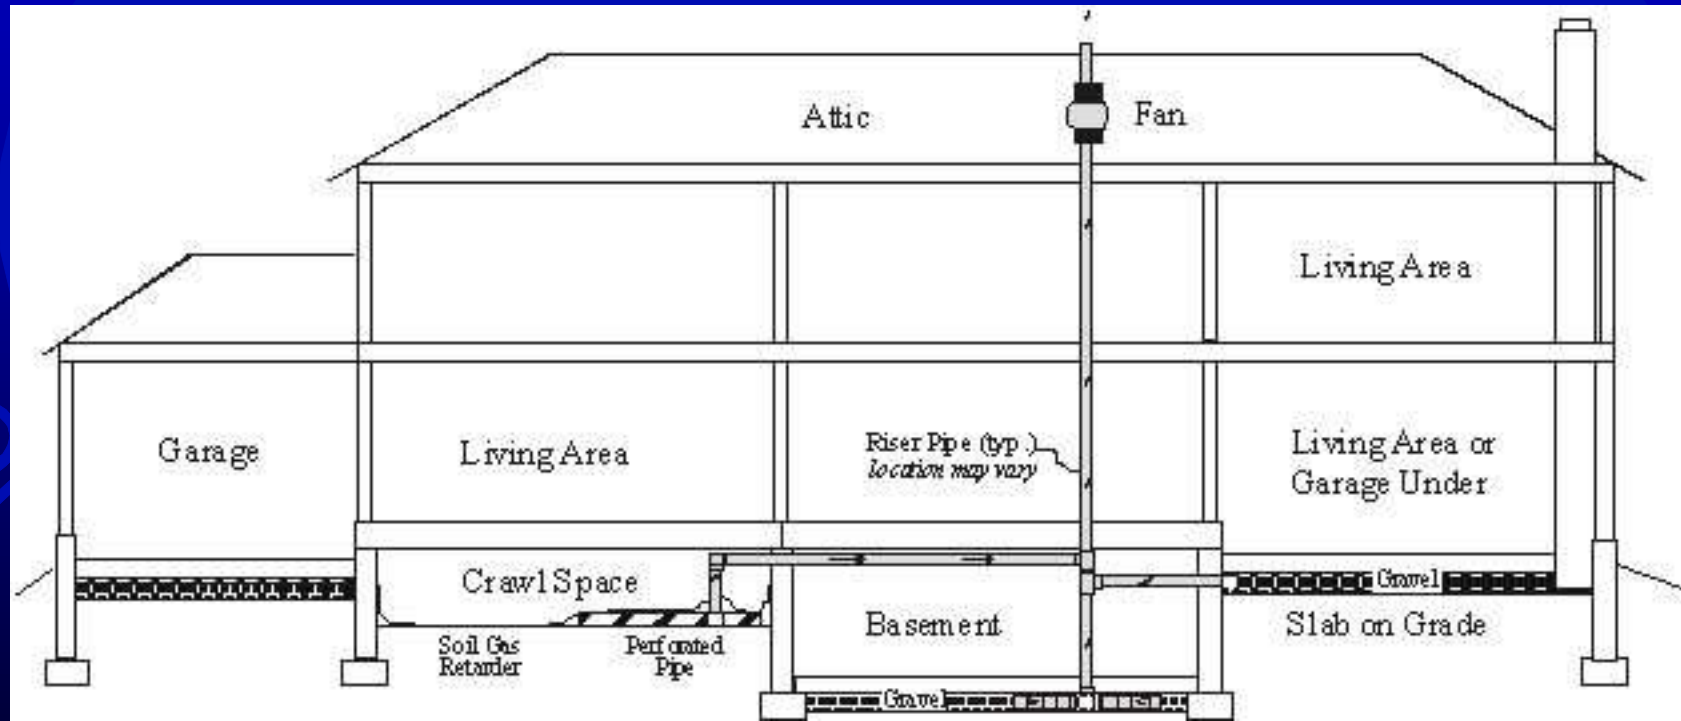 Attic
Fan
Living Area
Garage
Living Area
Riser Pipe (typ.)
location may vary
Living Area or
Garage Under
Crawl Space
Gravel
Basement
Slab on Grade
Soil Gas
Retarder
Perforated
Pipe
Gravel